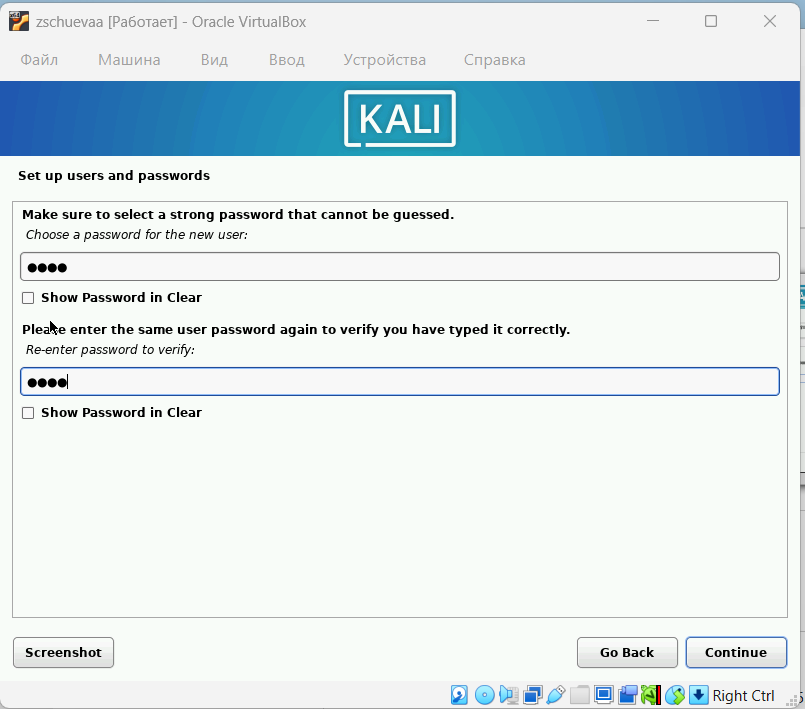 zschuevaa [Работает] - Oracle VirtualBox
Файл Машина Вид Ввод Устройства Справка
KALI
Set up users and passwords
Make sure to select a strong password that cannot be guessed.
Choose a password for the new user:
●●●●
Show Password in Clear
Please enter the same user password again to verify you have typed it correctly.
Re-enter password to verify:
●●●●
Show Password in Clear
Screenshot Go Back Continue
Right Ctrl